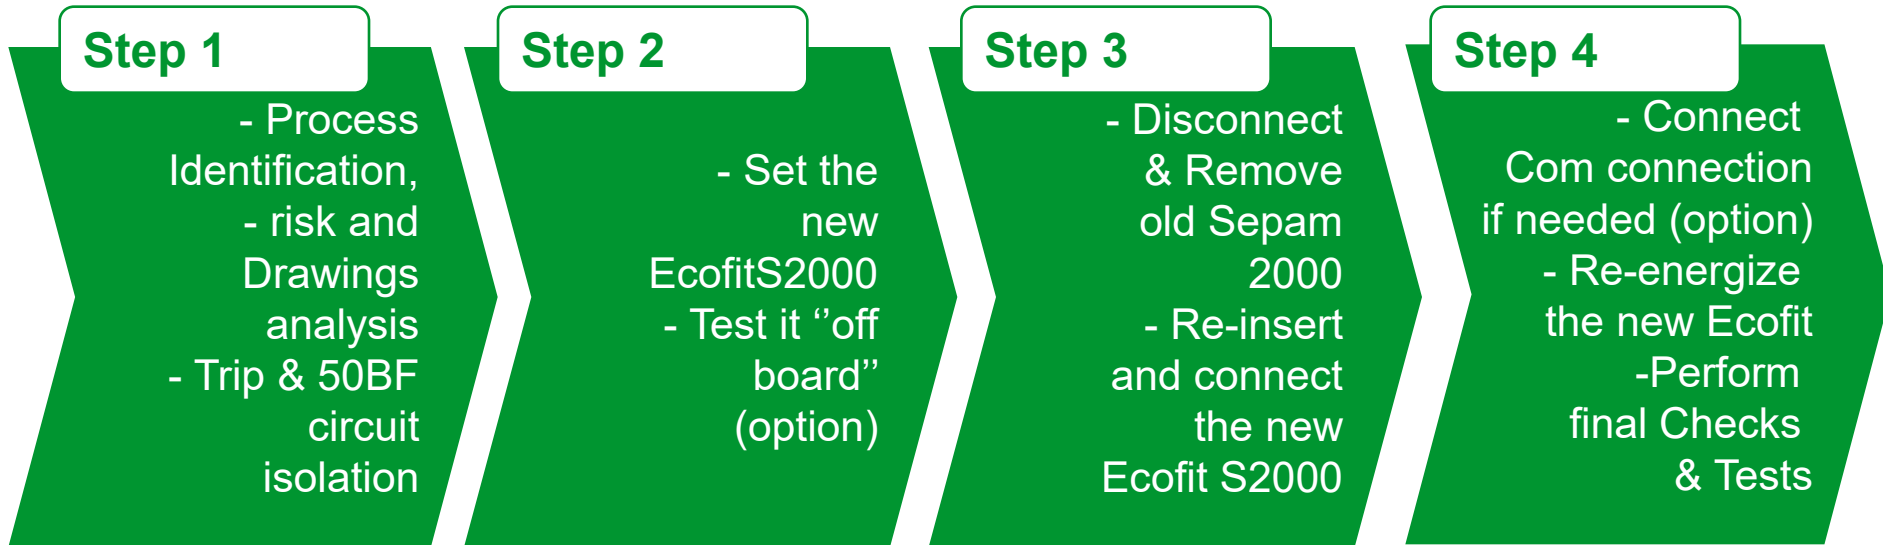 Step 1
- Process
Identification,
- risk and
Drawings
analysis
- Trip & 50BF
circuit
isolation
Step 2
- Set the
new
EcofitS2000
- Test it ‘’off
board’’
(option)
Step 3
- Disconnect
& Remove
old Sepam
2000
- Re-insert
and connect
the new
Ecofit S2000
Step 4
- Connect
Com connection
if needed (option)
- Re-energize
the new Ecofit
-Perform
final Checks
& Tests